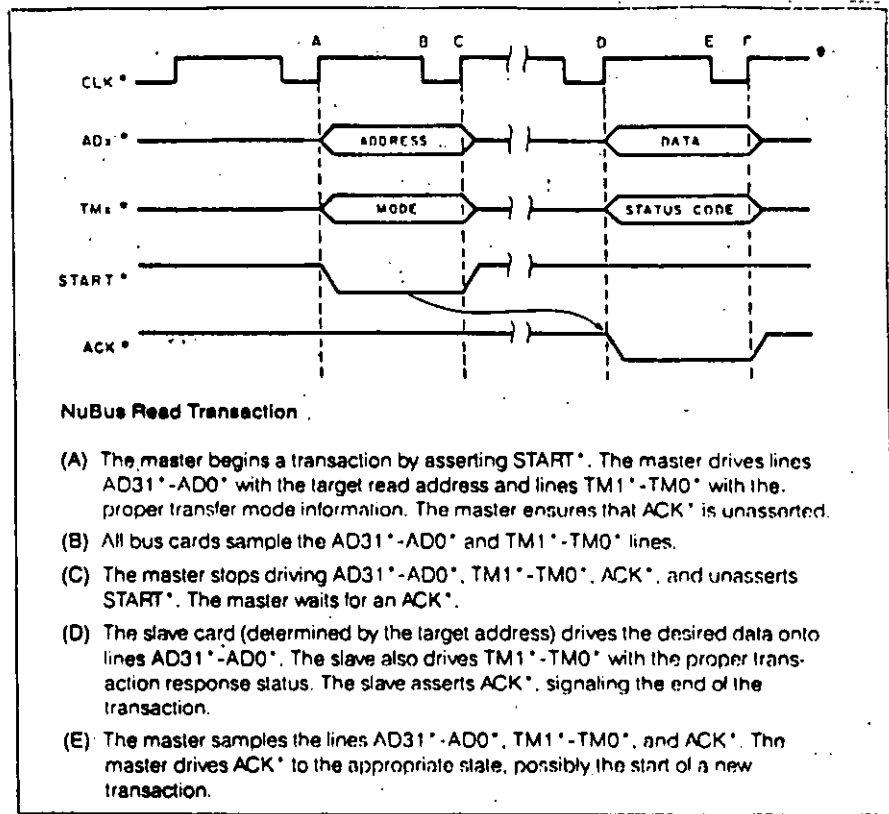 A B C D E F
CLK*
ADx* ADDRESS DATA
TMx* MODE STATUS CODE
START*
ACK*
NuBus Read Transaction
(A) The master begins a transaction by asserting START*. The master drives lines
AD31*-AD0* with the target read address and lines TM1*-TM0* with the
proper transfer mode information. The master ensures that ACK* is unasserted.
(B) All bus cards sample the AD31*-AD0* and TM1*-TM0* lines.
(C) The master stops driving AD31*-AD0*, TM1*-TM0*, ACK*, and unasserts
START*. The master waits for an ACK*.
(D) The slave card (determined by the target address) drives the desired data onto
lines AD31*-AD0*. The slave also drives TM1*-TM0* with the proper trans-
action response status. The slave asserts ACK*, signaling the end of the
transaction.
(E) The master samples the lines AD31*-AD0*, TM1*-TM0*, and ACK*. The
master drives ACK* to the appropriate state, possibly the start of a new
transaction.